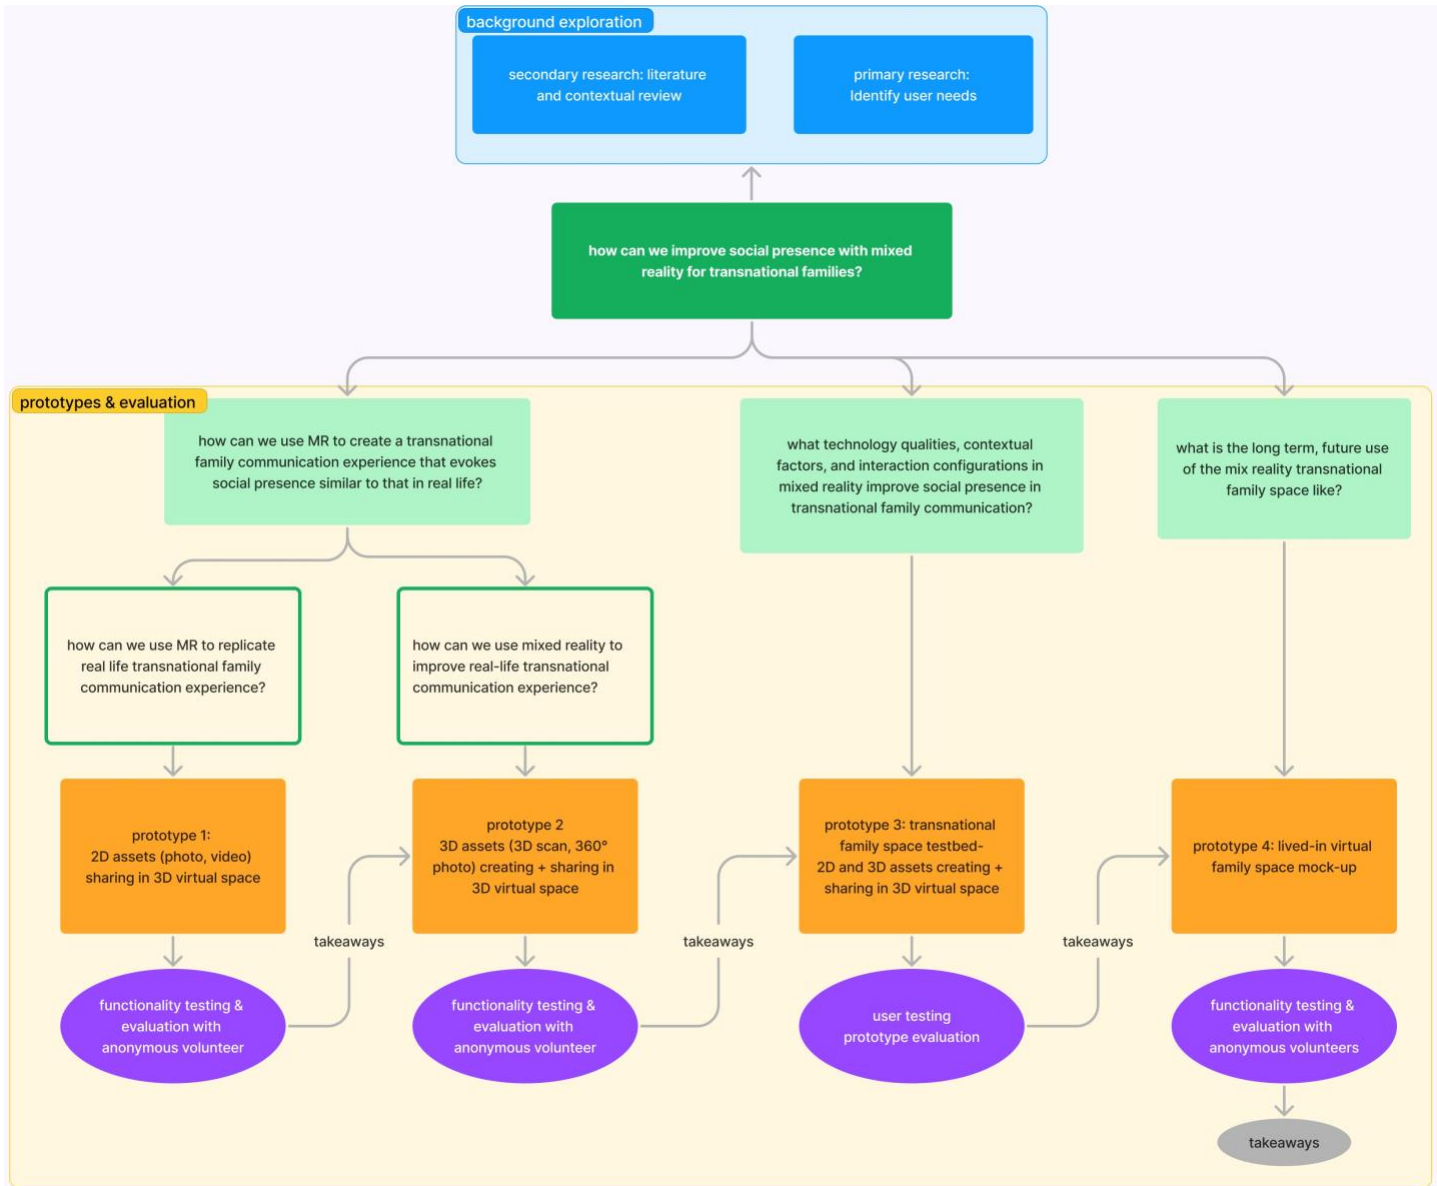 background exploration
secondary research: literature
and contextual review
primary research:
Identify user needs
how can we improve social presence with mixed
reality for transnational families?
prototypes & evaluation
how can we use MR to create a transnational
family communication experience that evokes
social presence similar to that in real life?
what technology qualities, contextual
factors, and interaction configurations in
mixed reality improve social presence in
transnational family communication?
what is the long term, future use
of the mix reality transnational
family space like?
how can we use MR to replicate
real life transnational family
communication experience?
how can we use mixed reality to
improve real-life transnational
communication experience?
prototype 1:
2D assets (photo, video)
sharing in 3D virtual space
prototype 2
3D assets (3D scan, 360°
photo) creating + sharing in
3D virtual space
prototype 3: transnational
family space testbed-
2D and 3D assets creating +
sharing in 3D virtual space
prototype 4: lived-in virtual
family space mock-up
takeaways
takeaways
takeaways
functionality testing &
evaluation with
anonymous volunteer
functionality testing &
evaluation with
anonymous volunteer
user testing
prototype evaluation
functionality testing &
evaluation with
anonymous volunteers
takeaways